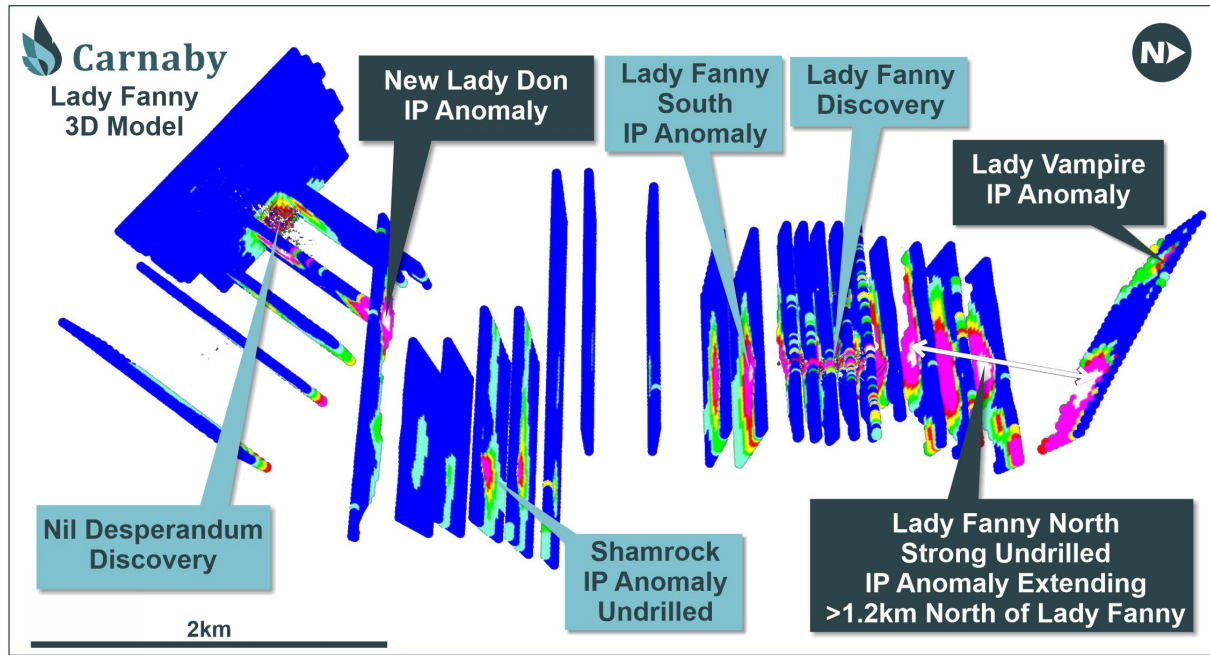 Carnaby
Lady Fanny
3D Model
New Lady Don
IP Anomaly
Lady Fanny
South
IP Anomaly
Lady Fanny
Discovery
N
Lady Vampire
IP Anomaly
Nil Desperandum
Discovery
Shamrock
IP Anomaly
Undrilled
Lady Fanny North
Strong Undrilled
IP Anomaly Extending
>1.2km North of Lady Fanny
2km